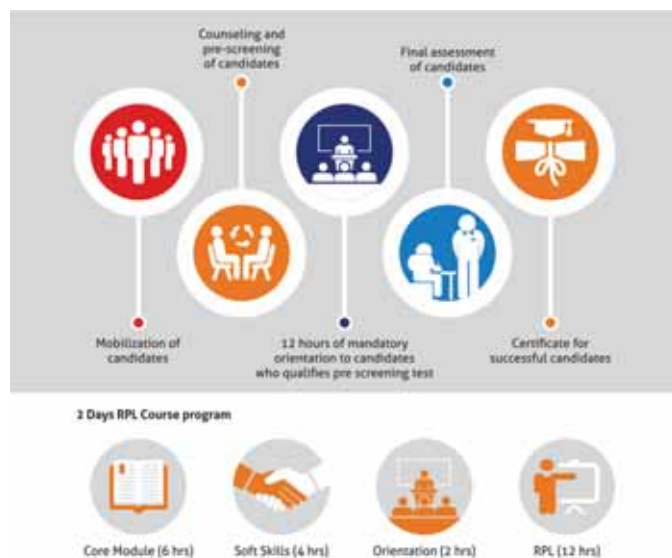 Counseling and
pre-screening
of candidates
Final assessment
of candidates
Mobilization of
candidates
12 hours of mandatory
orientation to candidates
who qualifies pre screening test
Certificate for
successful candidates
2 Days RPL Course program
Core Module (6 hrs)
Soft Skills (4 hrs)
Orientation (2 hrs)
RPL (12 hrs)